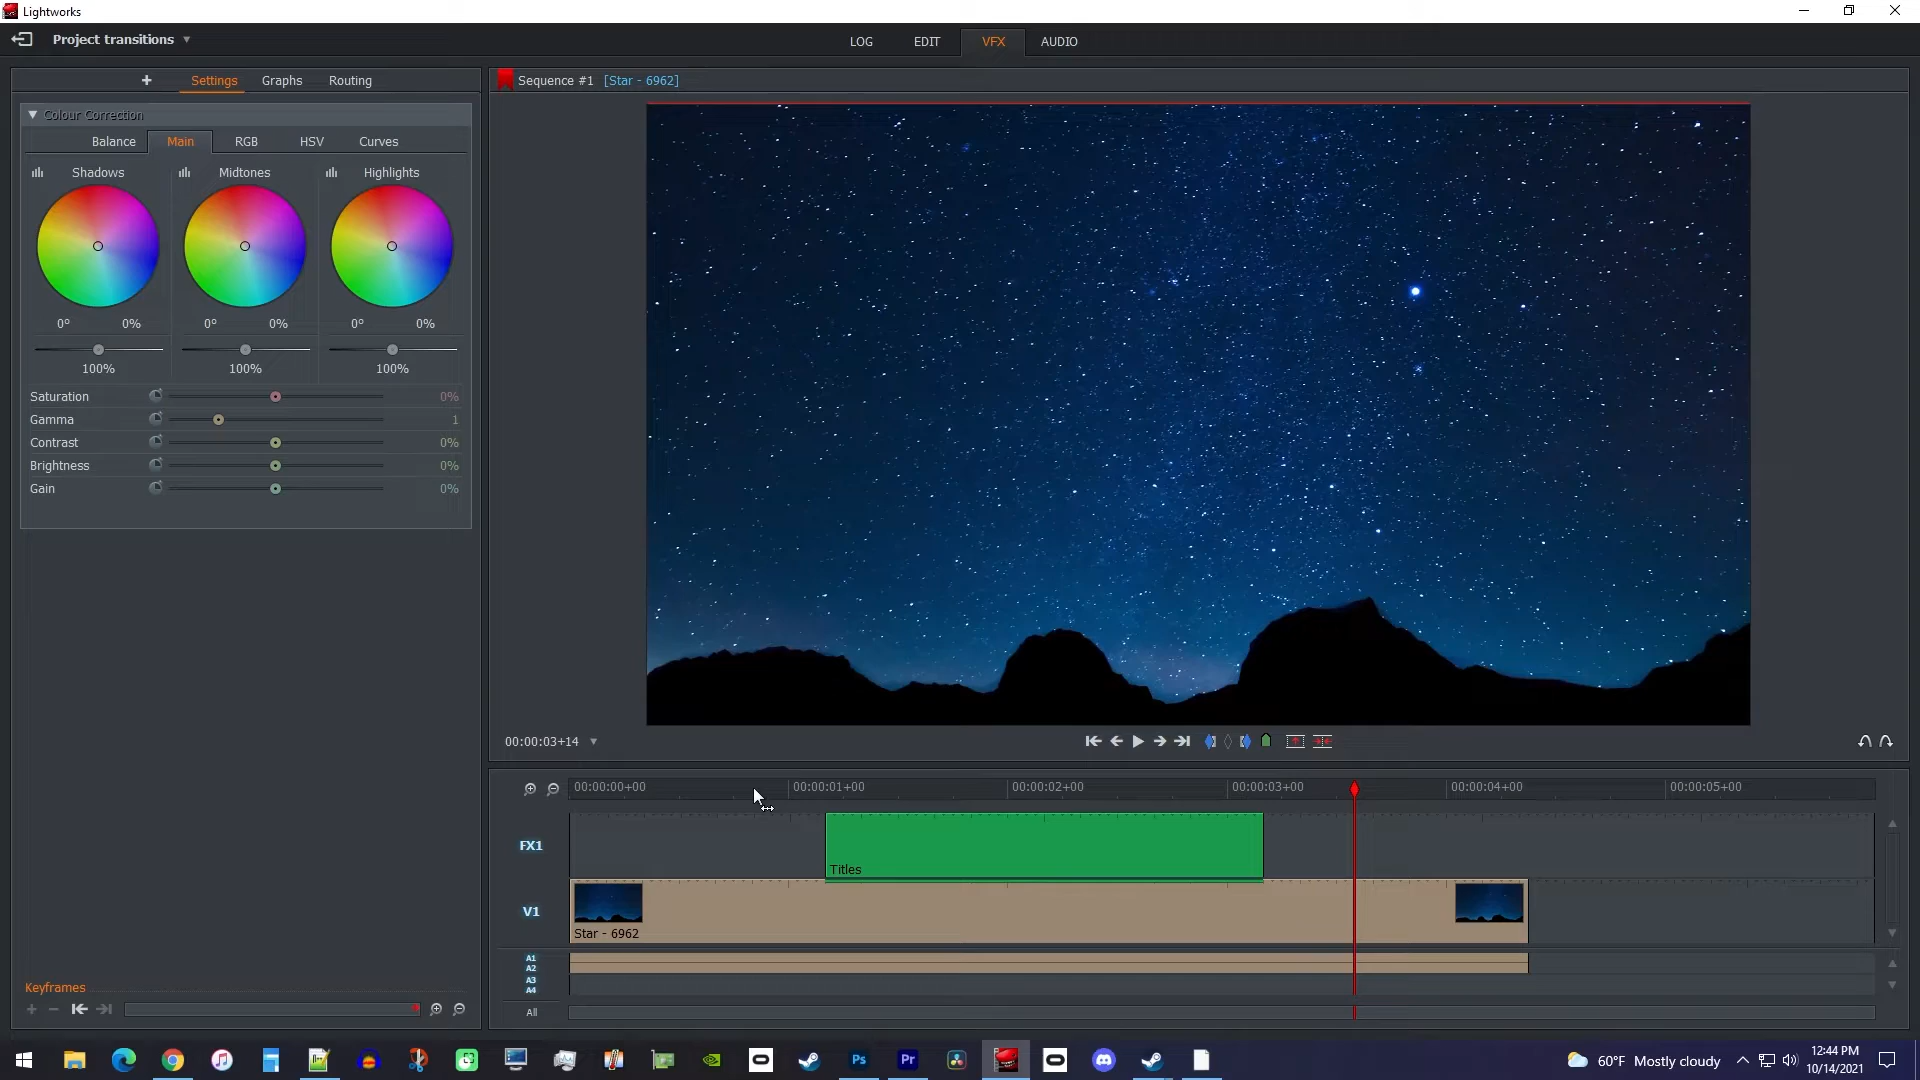 Lightworks
Project transitions
LOG EDIT VFX AUDIO
+ Settings Graphs Routing
Sequence #1 [Star - 6962]
Colour Correction
Balance Main RGB HSV Curves
Shadows Midtones Highlights
0° 0% 0° 0% 0° 0%
100% 100% 100%
Saturation 0%
Gamma 1
Contrast 0%
Brightness 0%
Gain 0%
00:00:03+14
00:00:00+00 00:00:01+00 00:00:02+00 00:00:03+00 00:00:04+00 00:00:05+00
FX1
Titles
V1
Star - 6962
A1
A2
A3
A4
All
Keyframes
Ps Pr
60°F Mostly cloudy
12:44 PM
10/14/2021